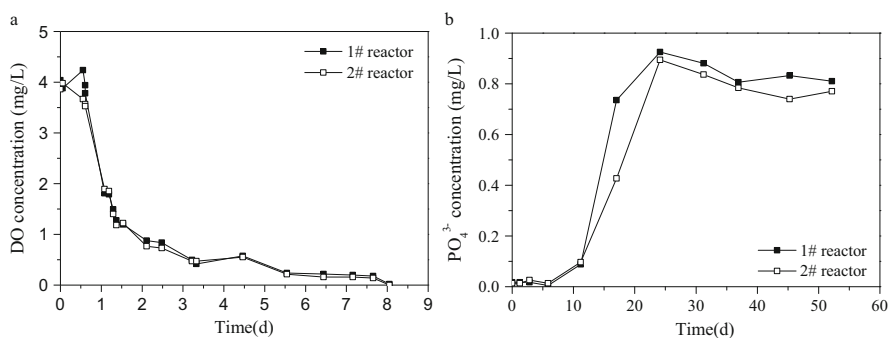 a
5
4
3
2
1
0
DO concentration (mg/L)
1# reactor
2# reactor
0 1 2 3 4 5 6 7 8 9
Time(d)
b
1.0
0.8
0.6
0.4
0.2
0.0
PO₄³⁻ concentration (mg/L)
1# reactor
2# reactor
0 10 20 30 40 50 60
Time(d)